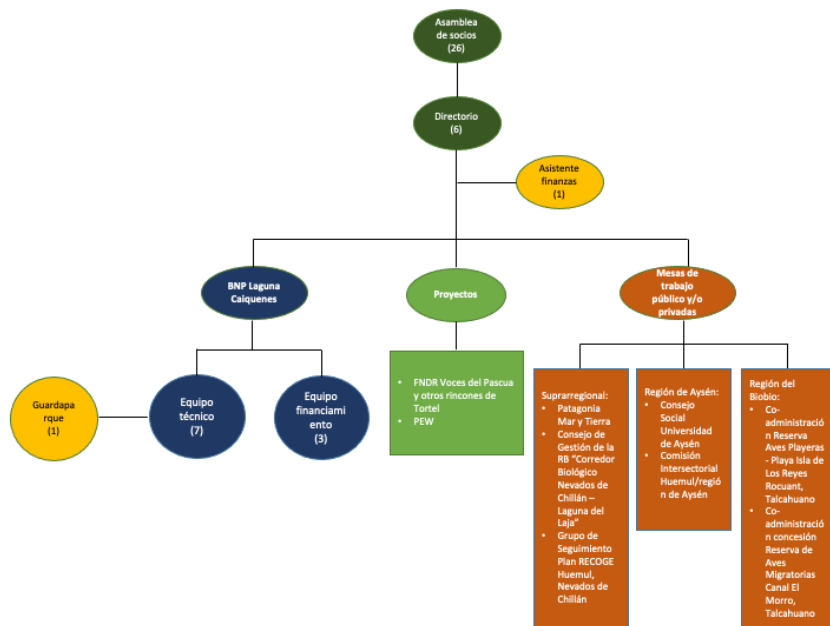 Asamblea
de socios
(26)
Directorio
(6)
Asistente
finanzas
(1)
BNP Laguna
Caiquenes
Proyectos
Mesas de
trabajo
público y/o
privadas
Guardapa
rque
(1)
Equipo
técnico
(7)
Equipo
financiami
ento
(3)
• FNDR Voces del Pascua
y otros rincones de
Tortel
• PEW
Suprarregional:
• Patagonia
Mar y Tierra
• Consejo de
Gestión de la
RB “Corredor
Biológico
Nevados de
Chillán –
Laguna del
Laja”
• Grupo de
Seguimiento
Plan RECOGE
Huemul,
Nevados de
Chillán
Región de Aysén:
• Consejo
Social
Universidad
de Aysén
• Comisión
Intersectorial
Huemul/regió
n de Aysén
Región del
Biobio:
• Co-
administració
n Reserva
Aves Playeras
- Playa Isla de
Los Reyes
Rocuant,
Talcahuano
• Co-
administració
n concesión
Reserva de
Aves
Migratorias
Canal El
Morro,
Talcahuano